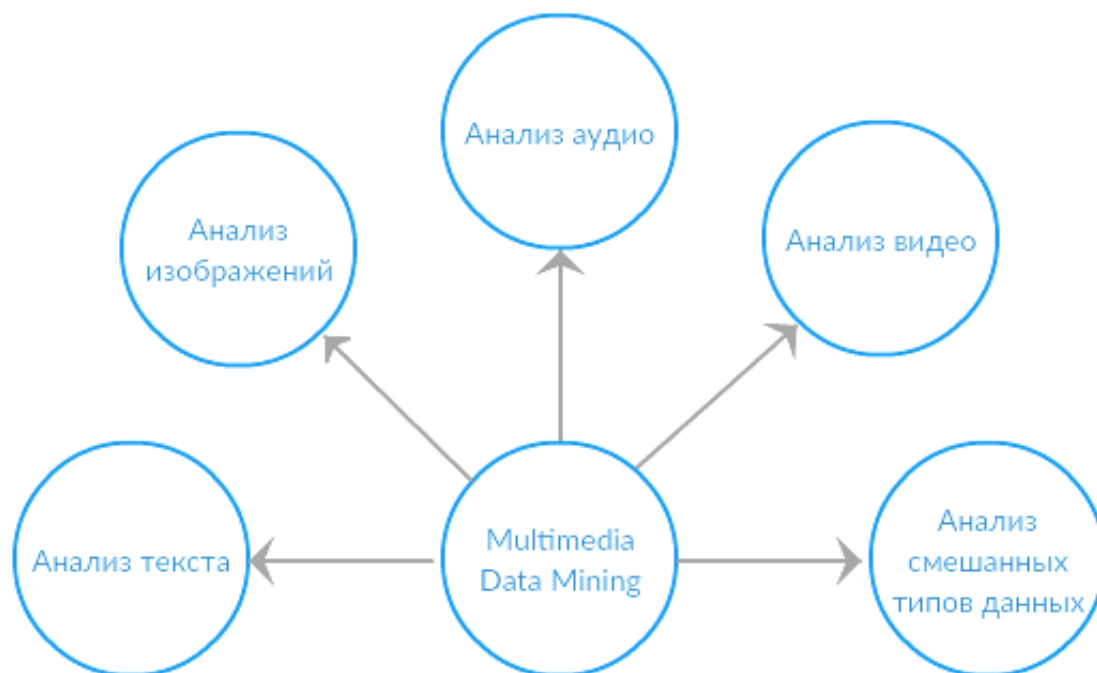 Анализ аудио
Анализ
изображений
Анализ видео
Анализ текста
Multimedia
Data Mining
Анализ
смешанных
типов данных